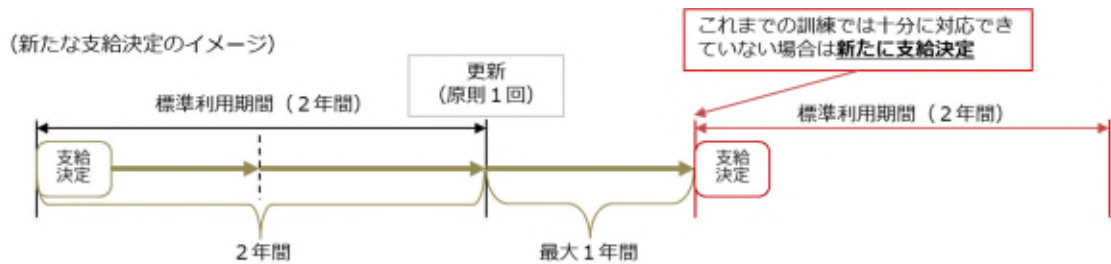 (新たな支給決定のイメージ)
これまでの訓練では十分に対応でき
ていない場合は新たに支給決定
更新
(原則1回)
標準利用期間(2年間)
標準利用期間(2年間)
支給
決定
支給
決定
2年間
最大1年間